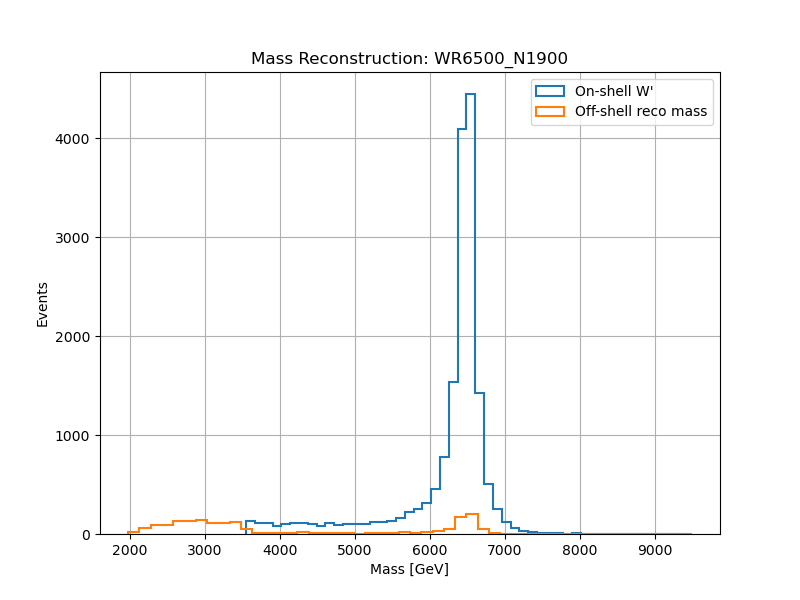 Mass Reconstruction: WR6500_N1900
On-shell W'
Off-shell reco mass
Events
4000
3000
2000
1000
0
2000 3000 4000 5000 6000 7000 8000 9000
Mass [GeV]